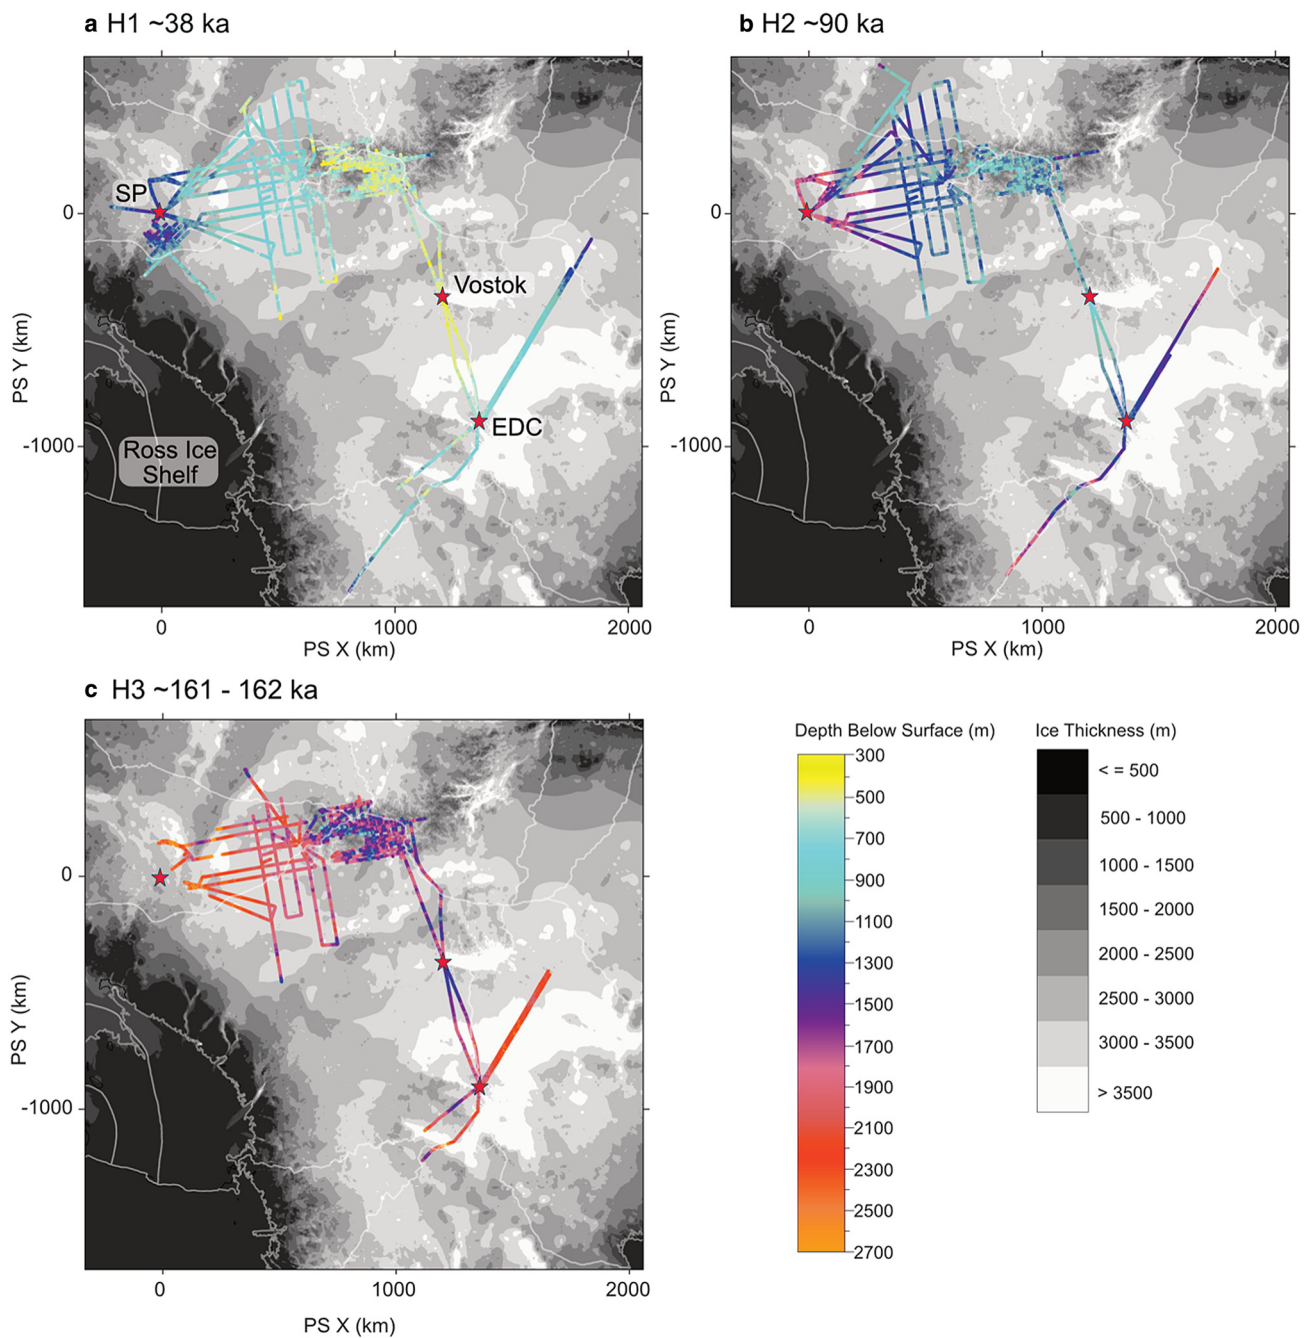 a H1 ~38 ka
SP
Vostok
EDC
Ross Ice
Shelf
0
-1000
PS Y (km)
0
1000
2000
PS X (km)
b H2 ~90 ka
0
-1000
PS Y (km)
0
1000
2000
PS X (km)
c H3 ~161 - 162 ka
0
-1000
PS Y (km)
0
1000
2000
PS X (km)
Depth Below Surface (m)
300
500
700
900
1100
1300
1500
1700
1900
2100
2300
2500
2700
Ice Thickness (m)
< = 500
500 - 1000
1000 - 1500
1500 - 2000
2000 - 2500
2500 - 3000
3000 - 3500
> 3500